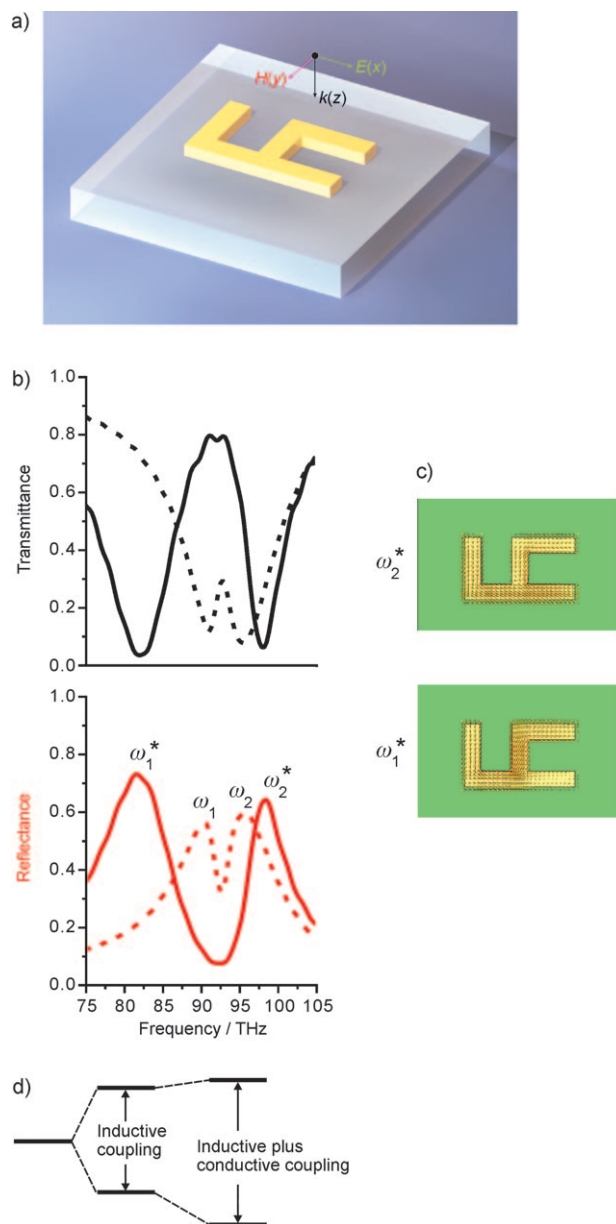 a)
E(x)
H(y)
k(z)
b)
1.0
0.8
0.6
0.4
0.2
0.0
Transmittance
1.0
0.8
0.6
0.4
0.2
0.0
Reflectance
ω₁*
ω₁
ω₂
ω₂*
75 80 85 90 95 100 105
Frequency / THz
c)
ω₂*
ω₁*
d)
Inductive
coupling
Inductive plus
conductive coupling